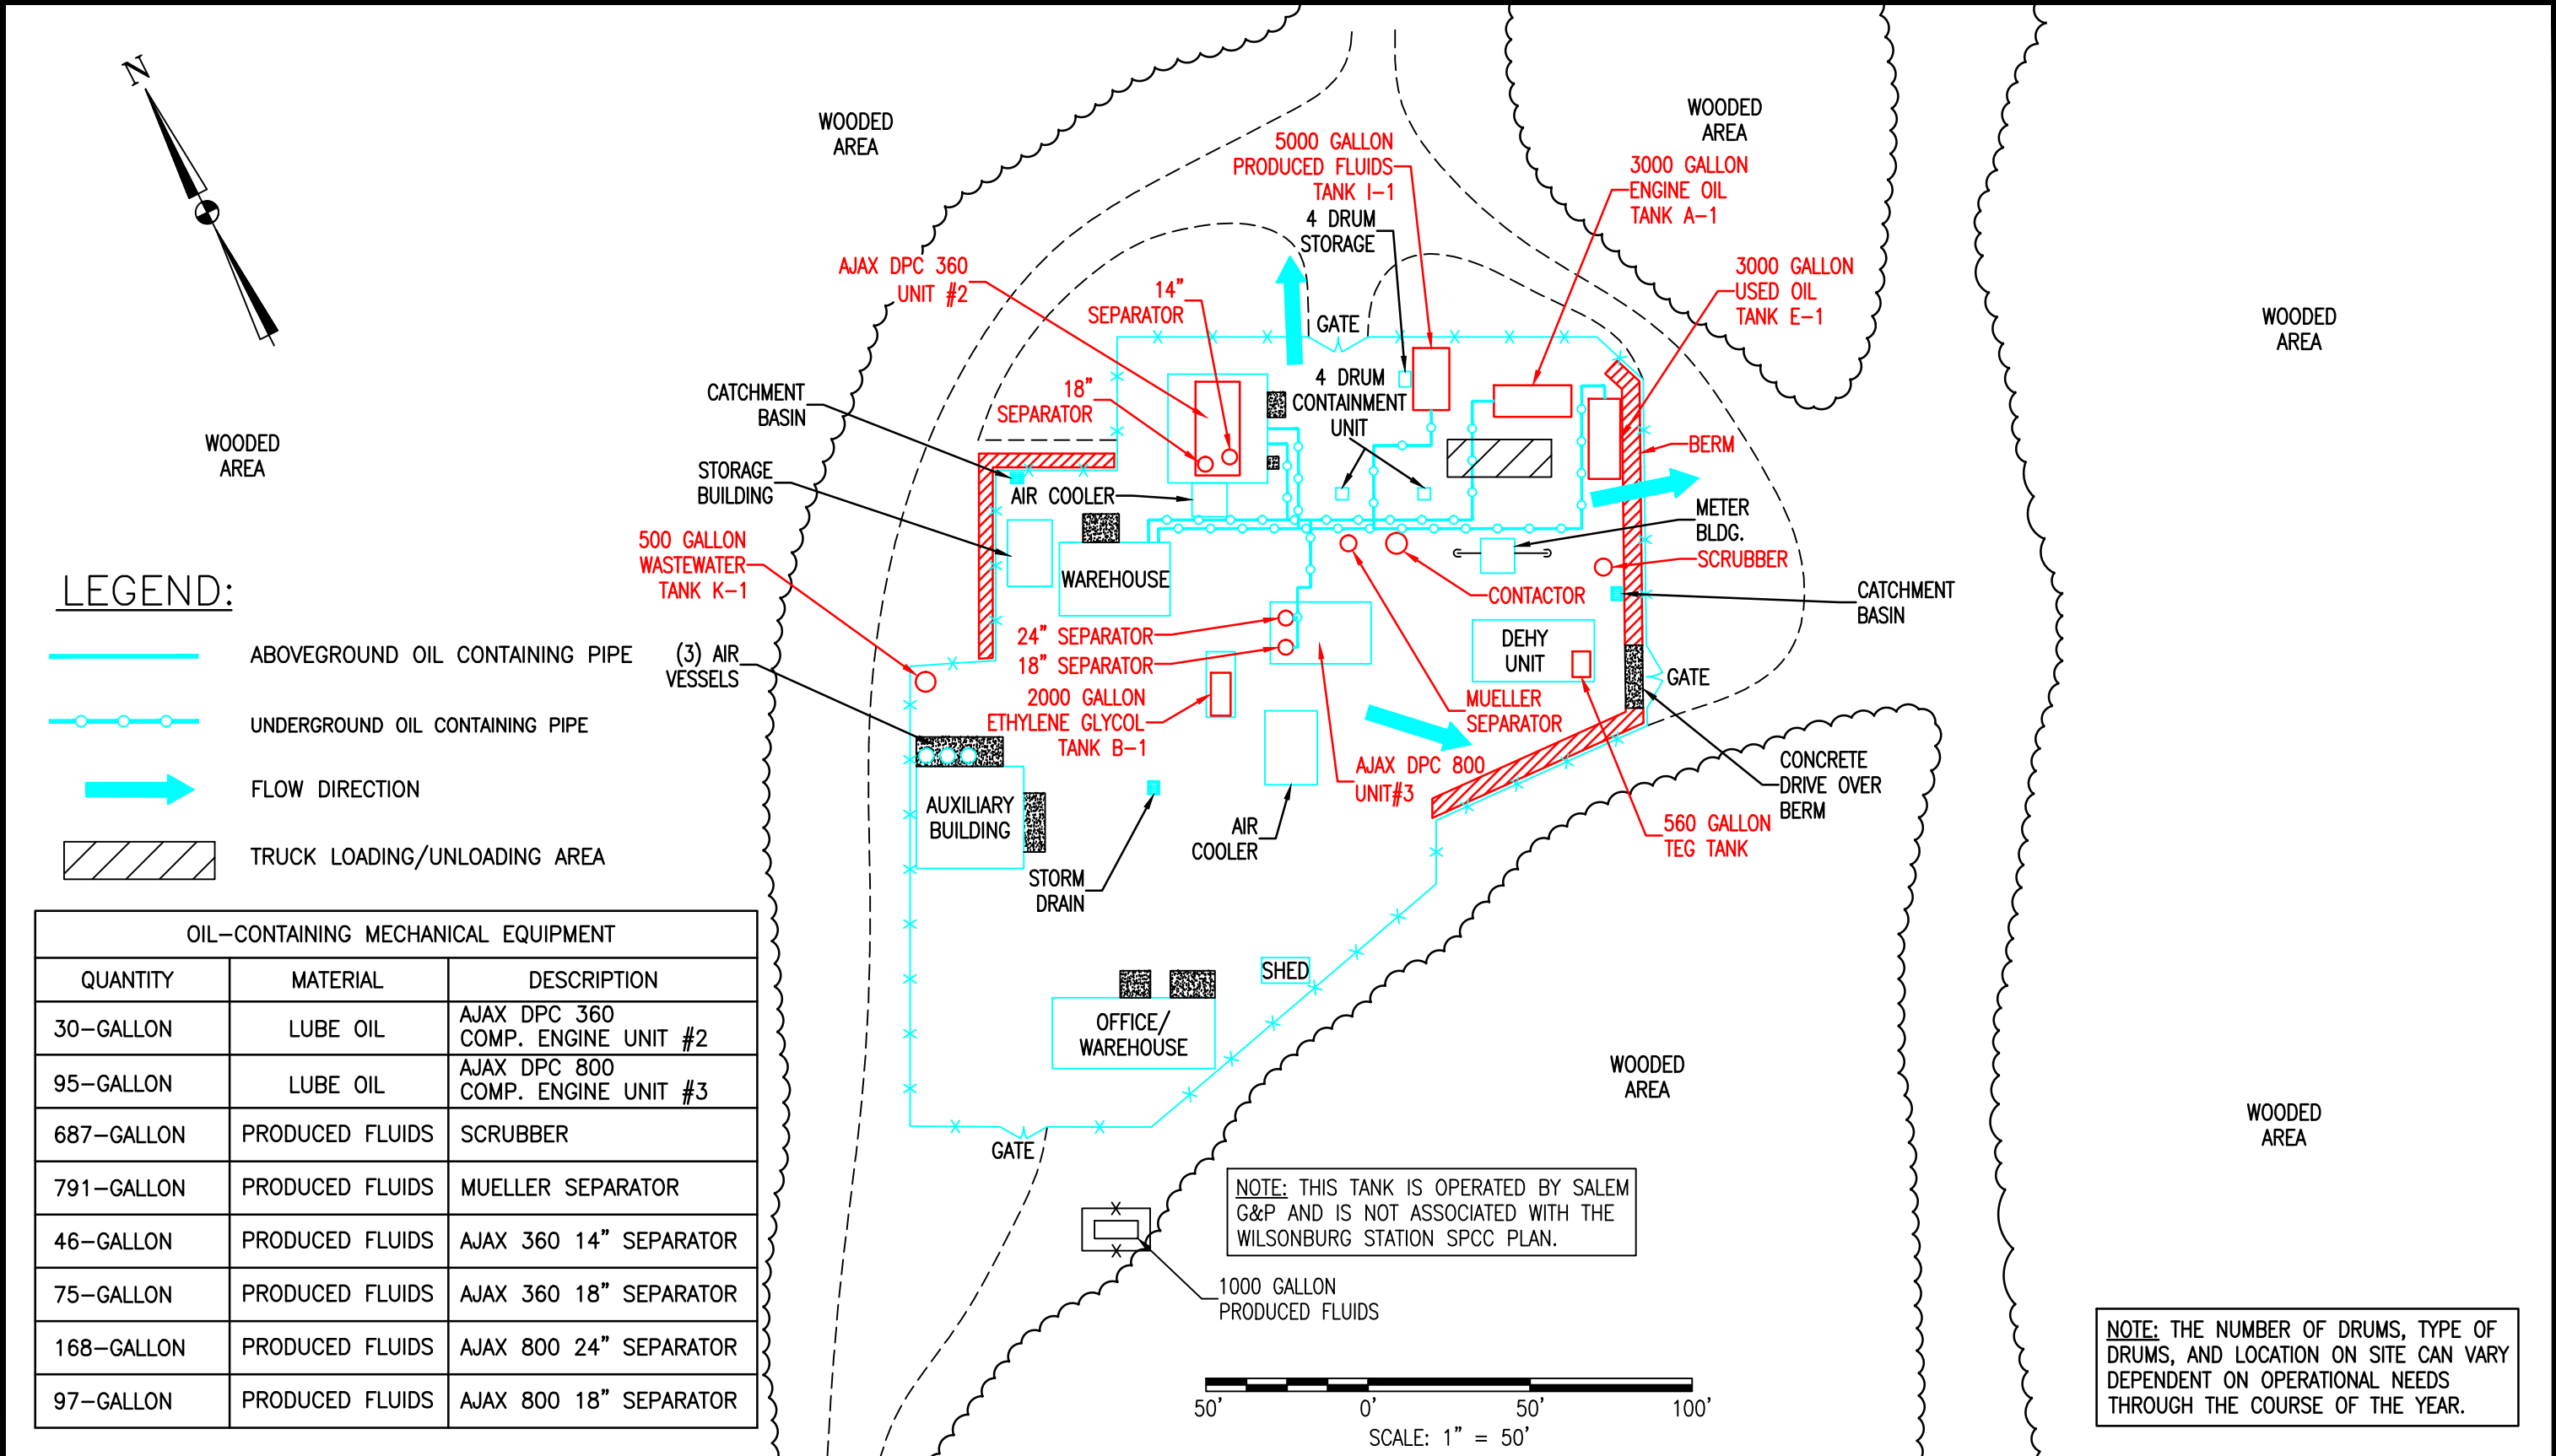 N
WOODED
AREA
WOODED
AREA
5000 GALLON
PRODUCED FLUIDS
TANK I-1
4 DRUM
STORAGE
3000 GALLON
ENGINE OIL
TANK A-1
3000 GALLON
USED OIL
TANK E-1
AJAX DPC 360
UNIT #2
14"
SEPARATOR
18"
SEPARATOR
GATE
4 DRUM
CONTAINMENT
UNIT
WOODED
AREA
WOODED
AREA
CATCHMENT
BASIN
STORAGE
BUILDING
AIR COOLER
BERM
METER
BLDG.
SCRUBBER
500 GALLON
WASTEWATER
TANK K-1
WAREHOUSE
CONTACTOR
CATCHMENT
BASIN
24" SEPARATOR
18" SEPARATOR
DEHY
UNIT
GATE
(3) AIR
VESSELS
2000 GALLON
ETHYLENE GLYCOL
TANK B-1
MUELLER
SEPARATOR
AJAX DPC 800
UNIT#3
CONCRETE
DRIVE OVER
BERM
560 GALLON
TEG TANK
AUXILIARY
BUILDING
AIR
COOLER
STORM
DRAIN
SHED
OFFICE/
WAREHOUSE
GATE
WOODED
AREA
WOODED
AREA
LEGEND:
ABOVEGROUND OIL CONTAINING PIPE
UNDERGROUND OIL CONTAINING PIPE
FLOW DIRECTION
TRUCK LOADING/UNLOADING AREA
OIL-CONTAINING MECHANICAL EQUIPMENT
QUANTITY MATERIAL DESCRIPTION
30-GALLON LUBE OIL AJAX DPC 360
COMP. ENGINE UNIT #2
95-GALLON LUBE OIL AJAX DPC 800
COMP. ENGINE UNIT #3
687-GALLON PRODUCED FLUIDS SCRUBBER
791-GALLON PRODUCED FLUIDS MUELLER SEPARATOR
46-GALLON PRODUCED FLUIDS AJAX 360 14" SEPARATOR
75-GALLON PRODUCED FLUIDS AJAX 360 18" SEPARATOR
168-GALLON PRODUCED FLUIDS AJAX 800 24" SEPARATOR
97-GALLON PRODUCED FLUIDS AJAX 800 18" SEPARATOR
NOTE: THIS TANK IS OPERATED BY SALEM
G&P AND IS NOT ASSOCIATED WITH THE
WILSONBURG STATION SPCC PLAN.
1000 GALLON
PRODUCED FLUIDS
50' 0' 50' 100'
SCALE: 1" = 50'
NOTE: THE NUMBER OF DRUMS, TYPE OF
DRUMS, AND LOCATION ON SITE CAN VARY
DEPENDENT ON OPERATIONAL NEEDS
THROUGH THE COURSE OF THE YEAR.